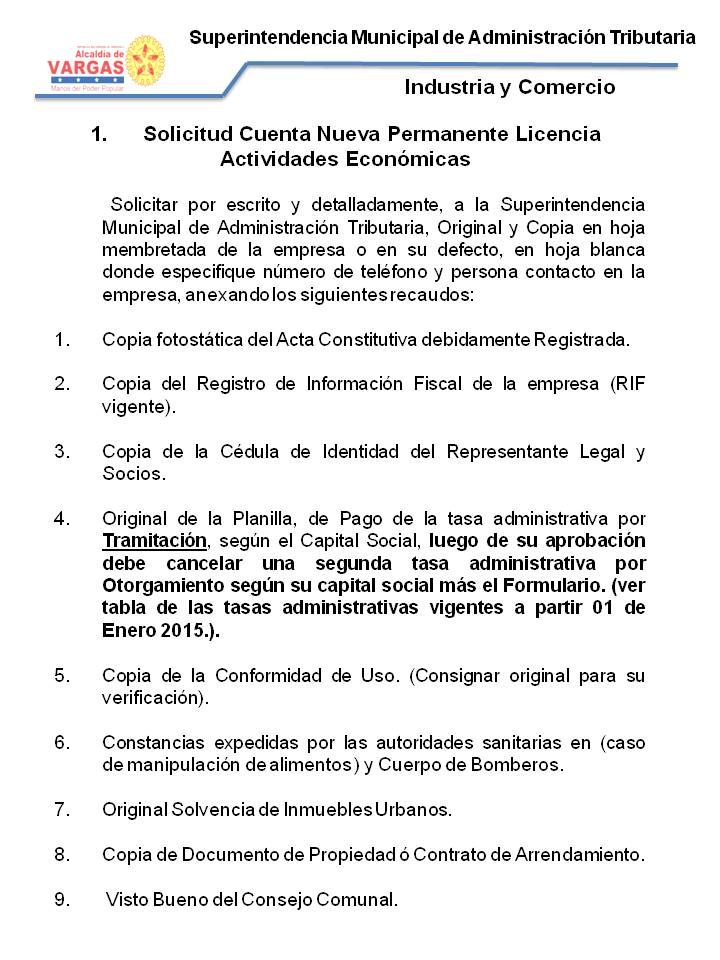 Superintendencia Municipal de Administración Tributaria
Alcaldía de
VARGAS
Manos del Poder Popular
Industria y Comercio
1. Solicitud Cuenta Nueva Permanente Licencia
Actividades Económicas
Solicitar por escrito y detalladamente, a la Superintendencia
Municipal de Administración Tributaria, Original y Copia en hoja
membretada de la empresa o en su defecto, en hoja blanca
donde especifique número de teléfono y persona contacto en la
empresa, anexando los siguientes recaudos:
1. Copia fotostática del Acta Constitutiva debidamente Registrada.
2. Copia del Registro de Información Fiscal de la empresa (RIF
vigente).
3. Copia de la Cédula de Identidad del Representante Legal y
Socios.
4. Original de la Planilla, de Pago de la tasa administrativa por
Tramitación, según el Capital Social, luego de su aprobación
debe cancelar una segunda tasa administrativa por
Otorgamiento según su capital social más el Formulario. (ver
tabla de las tasas administrativas vigentes a partir 01 de
Enero 2015.).
5. Copia de la Conformidad de Uso. (Consignar original para su
verificación).
6. Constancias expedidas por las autoridades sanitarias en (caso
de manipulación de alimentos) y Cuerpo de Bomberos.
7. Original Solvencia de Inmuebles Urbanos.
8. Copia de Documento de Propiedad ó Contrato de Arrendamiento.
9. Visto Bueno del Consejo Comunal.